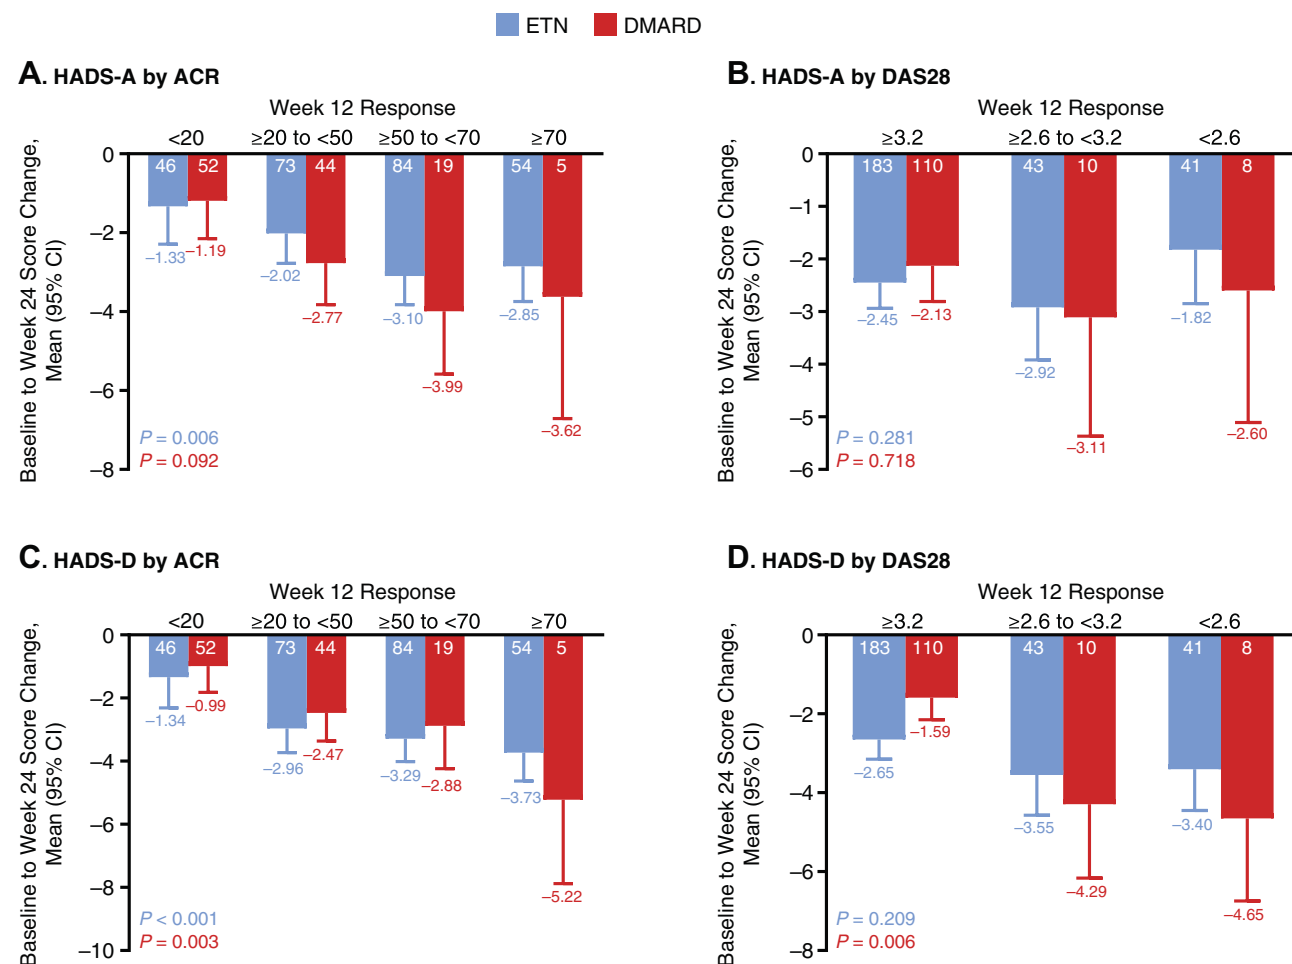 ETN DMARD
A. HADS-A by ACR
Week 12 Response
<20 ≥20 to <50 ≥50 to <70 ≥70
Baseline to Week 24 Score Change,
Mean (95% CI)
0
–2
–4
–6
–8
46 52 73 44 84 19 54 5
–1.33 –1.19 –2.02 –2.77 –3.10 –3.99 –2.85 –3.62
P = 0.006
P = 0.092
B. HADS-A by DAS28
Week 12 Response
≥3.2 ≥2.6 to <3.2 <2.6
Baseline to Week 24 Score Change,
Mean (95% CI)
0
–1
–2
–3
–4
–5
–6
183 110 43 10 41 8
–2.45 –2.13 –2.92 –3.11 –1.82 –2.60
P = 0.281
P = 0.718
C. HADS-D by ACR
Week 12 Response
<20 ≥20 to <50 ≥50 to <70 ≥70
Baseline to Week 24 Score Change,
Mean (95% CI)
0
–2
–4
–6
–8
–10
46 52 73 44 84 19 54 5
–1.34 –0.99 –2.96 –2.47 –3.29 –2.88 –3.73 –5.22
P < 0.001
P = 0.003
D. HADS-D by DAS28
Week 12 Response
≥3.2 ≥2.6 to <3.2 <2.6
Baseline to Week 24 Score Change,
Mean (95% CI)
0
–2
–4
–6
–8
183 110 43 10 41 8
–2.65 –1.59 –3.55 –4.29 –3.40 –4.65
P = 0.209
P = 0.006